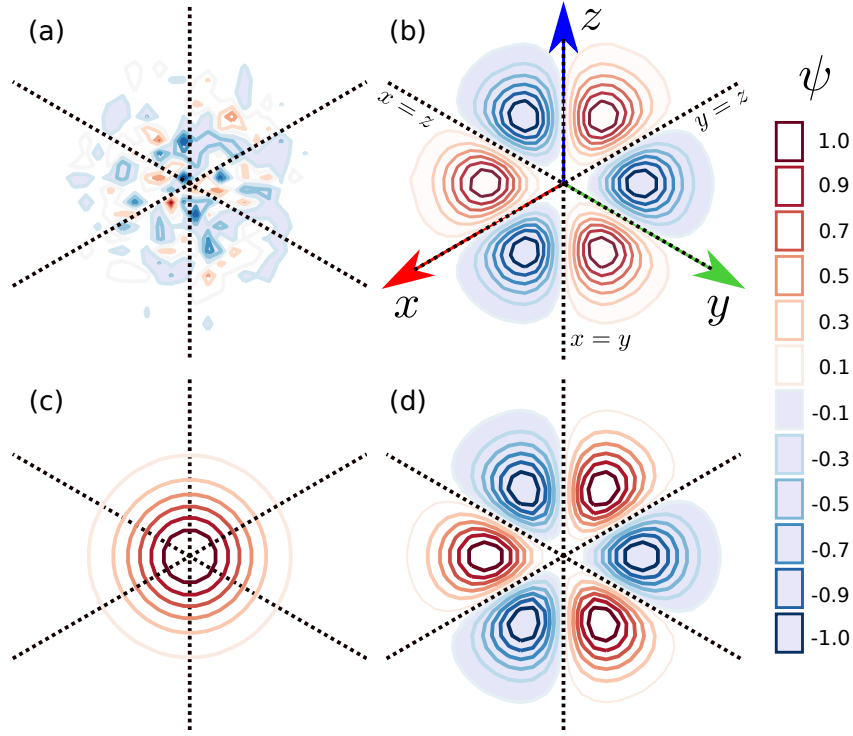 (a)
(b)
z
x = z
y = z
x
y
x = y
(c)
(d)
ψ
1.0
0.9
0.7
0.5
0.3
0.1
-0.1
-0.3
-0.5
-0.7
-0.9
-1.0